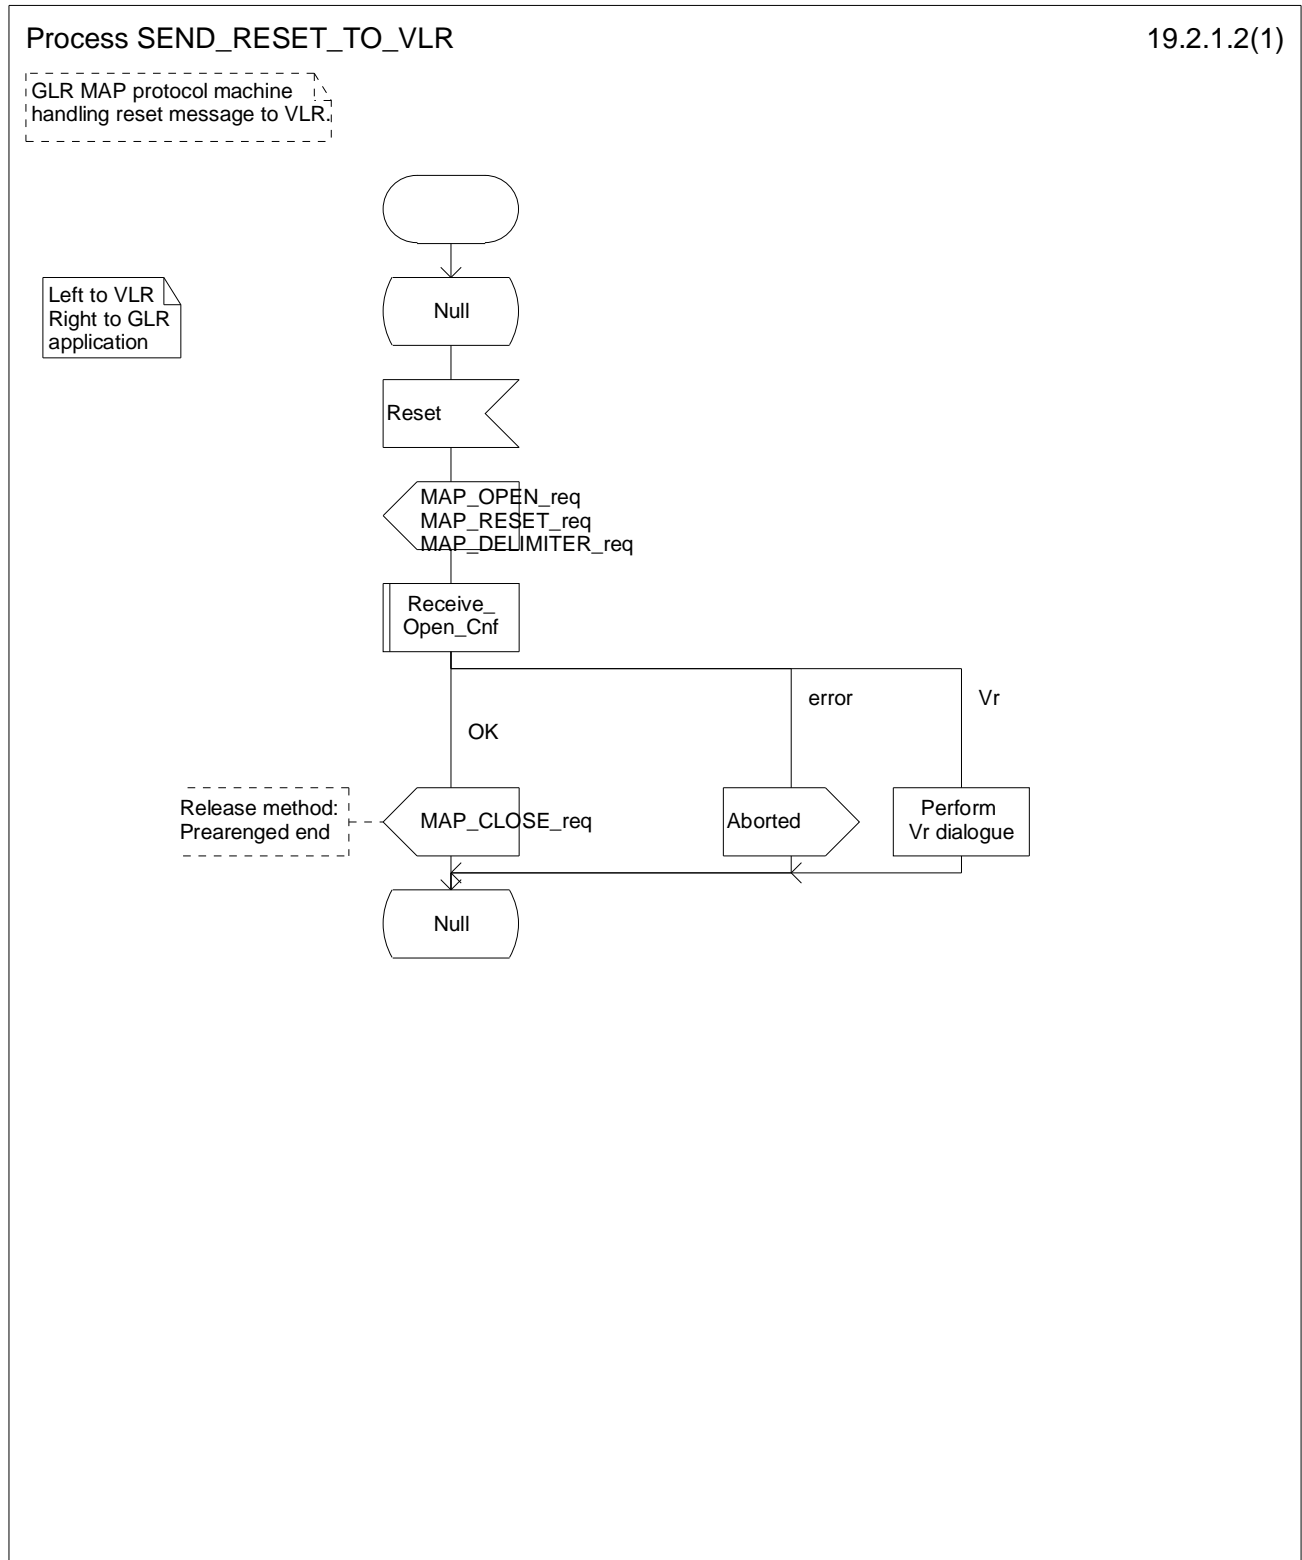 Process SEND_RESET_TO_VLR
19.2.1.2(1)
GLR MAP protocol machine
handling reset message to VLR.
Left to VLR
Right to GLR
application
Null
Reset
MAP_OPEN_req
MAP_RESET_req
MAP_DELIMITER_req
Receive_
Open_Cnf
error
Vr
OK
Release method:
Prearenged end
MAP_CLOSE_req
Aborted
Perform
Vr dialogue
Null